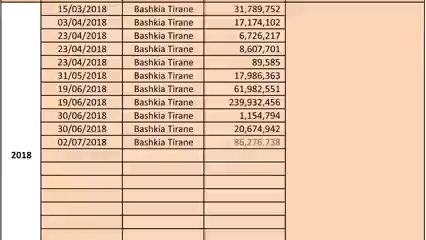 15/03/2018 Bashkia Tirane 31,789,752
03/04/2018 Bashkia Tirane 17,174,102
23/04/2018 Bashkia Tirane 6,726,217
23/04/2018 Bashkia Tirane 8,607,701
23/04/2018 Bashkia Tirane 89,585
31/05/2018 Bashkia Tirane 17,986,363
19/06/2018 Bashkia Tirane 61,982,551
19/06/2018 Bashkia Tirane 239,932,456
30/06/2018 Bashkia Tirane 1,154,794
30/06/2018 Bashkia Tirane 20,674,942
02/07/2018 Bashkia Tirane 86,276,738
2018